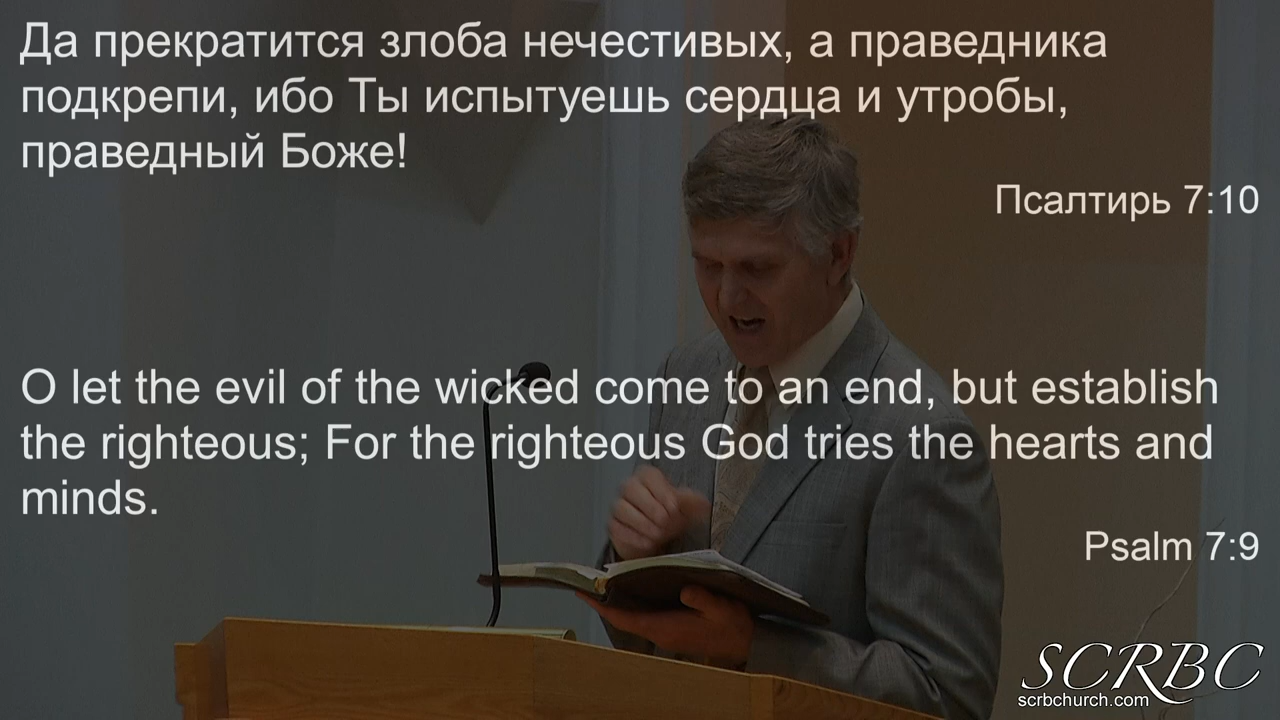 Да прекратится злоба нечестивых, а праведника
подкрепи, ибо Ты испытуешь сердца и утробы,
праведный Боже!
Псалтирь 7:10
O let the evil of the wicked come to an end, but establish
the righteous; For the righteous God tries the hearts and
minds.
Psalm 7:9
SCRBC
scrbchurch.com